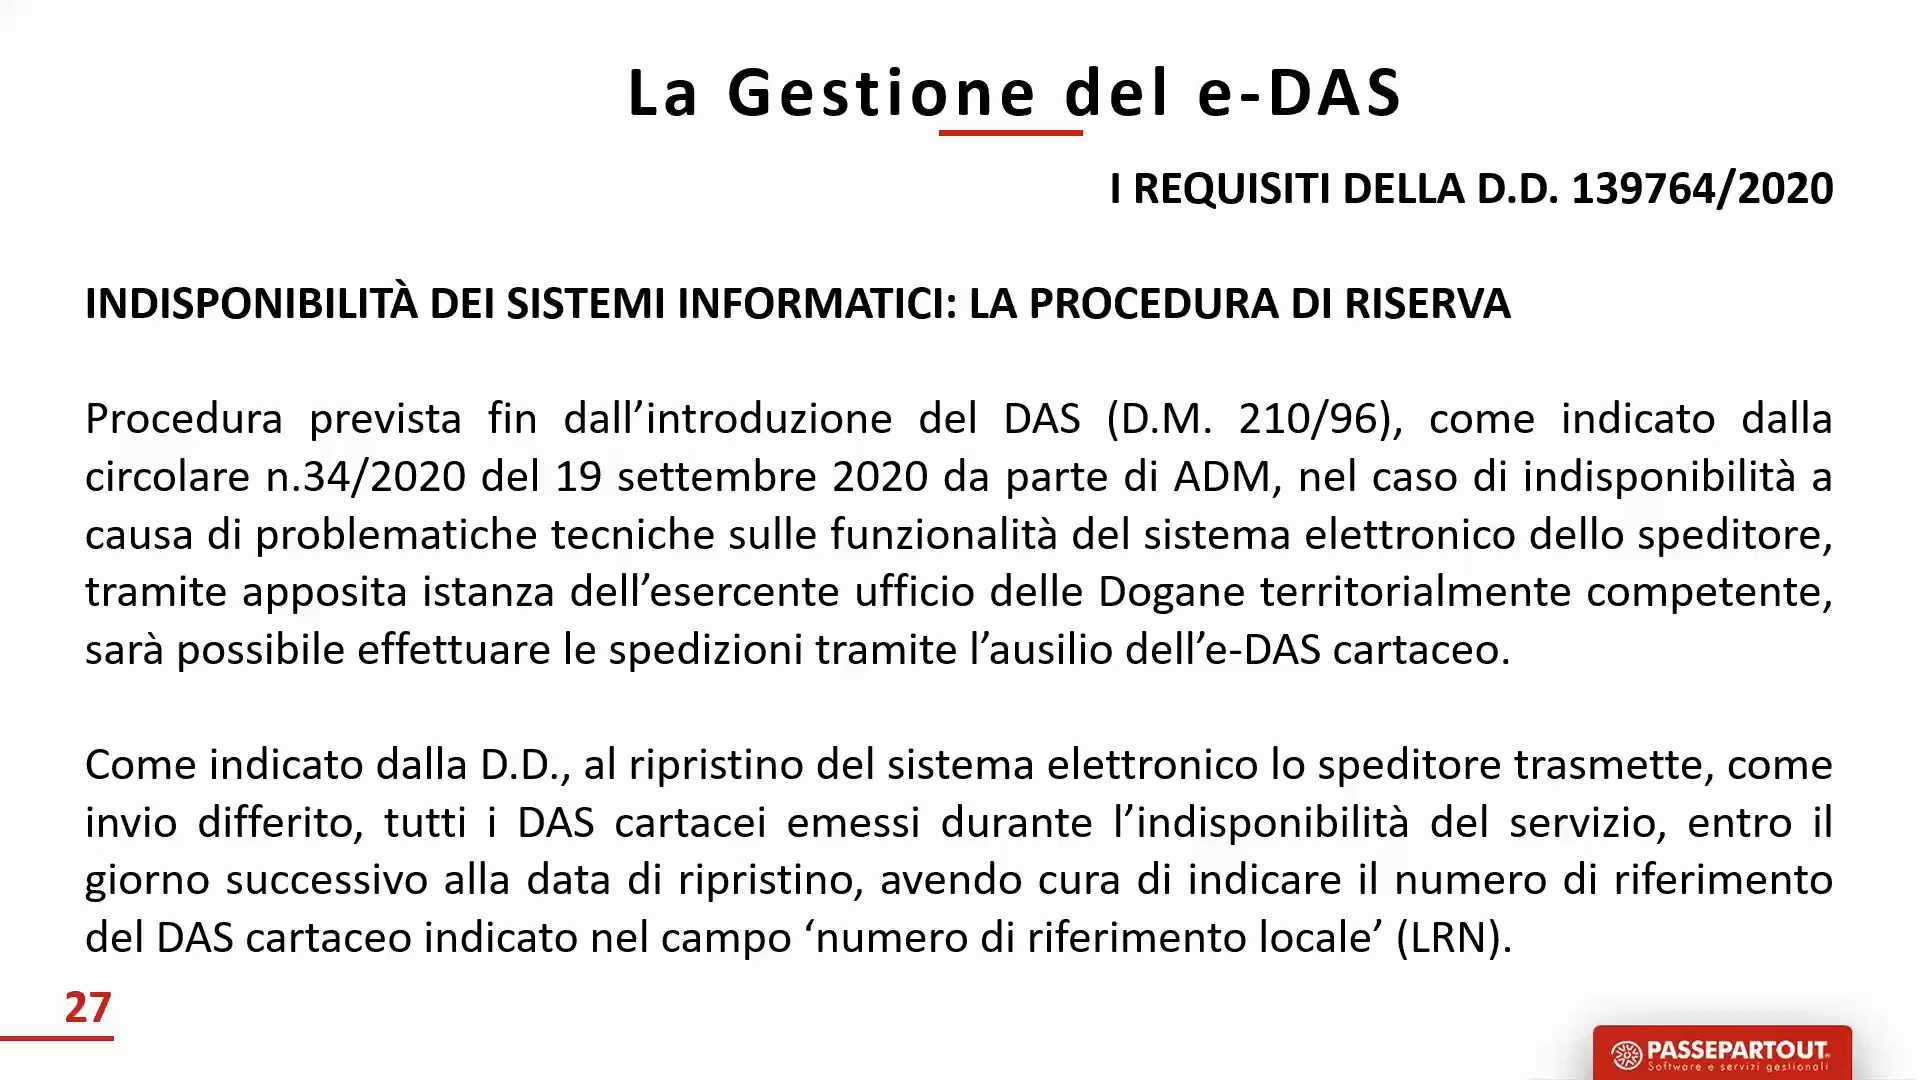 La Gestione del e-DAS
I REQUISITI DELLA D.D. 139764/2020
INDISPONIBILITÀ DEI SISTEMI INFORMATICI: LA PROCEDURA DI RISERVA
Procedura prevista fin dall’introduzione del DAS (D.M. 210/96), come indicato dalla
circolare n.34/2020 del 19 settembre 2020 da parte di ADM, nel caso di indisponibilità a
causa di problematiche tecniche sulle funzionalità del sistema elettronico dello speditore,
tramite apposita istanza dell’esercente ufficio delle Dogane territorialmente competente,
sarà possibile effettuare le spedizioni tramite l’ausilio dell’e-DAS cartaceo.
Come indicato dalla D.D., al ripristino del sistema elettronico lo speditore trasmette, come
invio differito, tutti i DAS cartacei emessi durante l’indisponibilità del servizio, entro il
giorno successivo alla data di ripristino, avendo cura di indicare il numero di riferimento
del DAS cartaceo indicato nel campo ‘numero di riferimento locale’ (LRN).
27
PASSEPARTOUT
Software e servizi gestionali